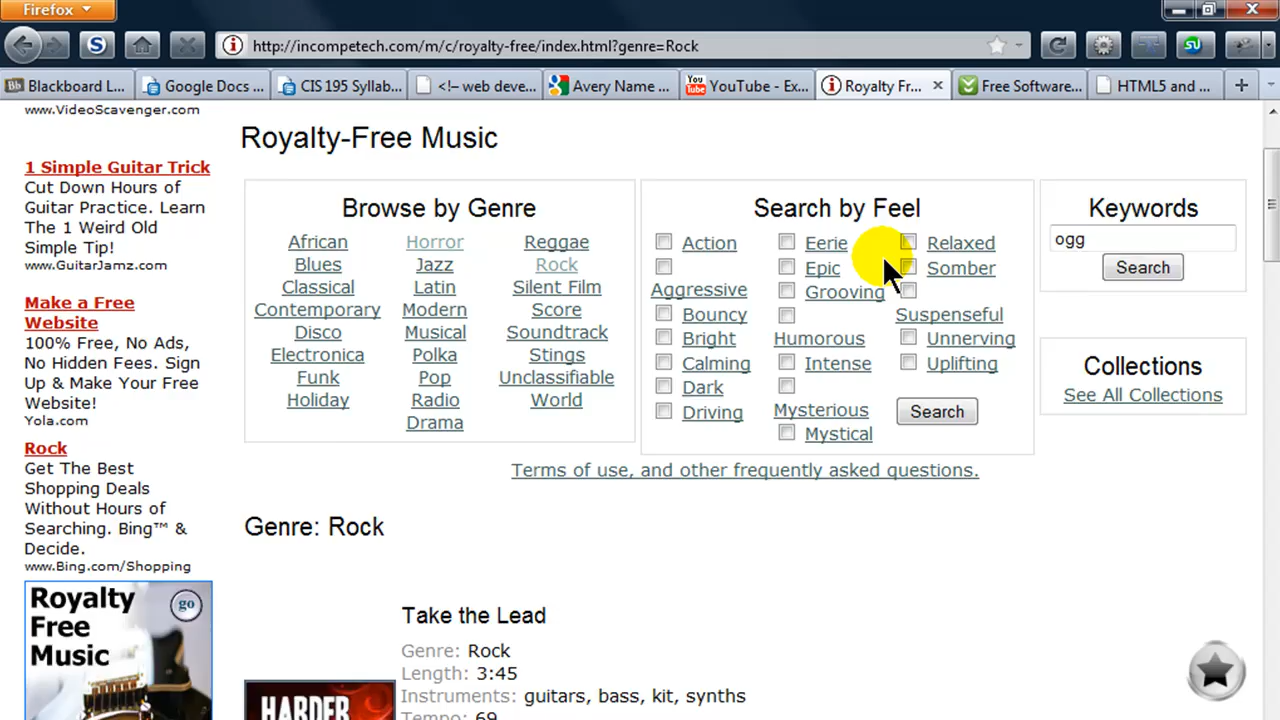 Firefox
http://incompetech.com/m/c/royalty-free/index.html?genre=Rock
Bb Blackboard L...
Google Docs ...
CIS 195 Syllab...
<!– web deve...
Avery Name ...
You Tube YouTube - Ex...
Royalty Fr...
Free Software...
HTML5 and ...
www.VideoScavenger.com
1 Simple Guitar Trick
Cut Down Hours of
Guitar Practice. Learn
The 1 Weird Old
Simple Tip!
www.GuitarJamz.com
Make a Free
Website
100% Free, No Ads,
No Hidden Fees. Sign
Up & Make Your Free
Website!
Yola.com
Rock
Get The Best
Shopping Deals
Without Hours of
Searching. Bing™ &
Decide.
www.Bing.com/Shopping
Royalty
Free
Music
go
Royalty-Free Music
Browse by Genre
African
Blues
Classical
Contemporary
Disco
Electronica
Funk
Holiday
Horror
Jazz
Latin
Modern
Musical
Polka
Pop
Radio
Drama
Reggae
Rock
Silent Film
Score
Soundtrack
Stings
Unclassifiable
World
Search by Feel
Action
Aggressive
Bouncy
Bright
Calming
Dark
Driving
Eerie
Epic
Grooving
Humorous
Intense
Mysterious
Mystical
Relaxed
Somber
Suspenseful
Unnerving
Uplifting
Search
Keywords
ogg
Search
Collections
See All Collections
Terms of use, and other frequently asked questions.
Genre: Rock
Take the Lead
Genre: Rock
Length: 3:45
Instruments: guitars, bass, kit, synths
Tempo: 69
HARDER